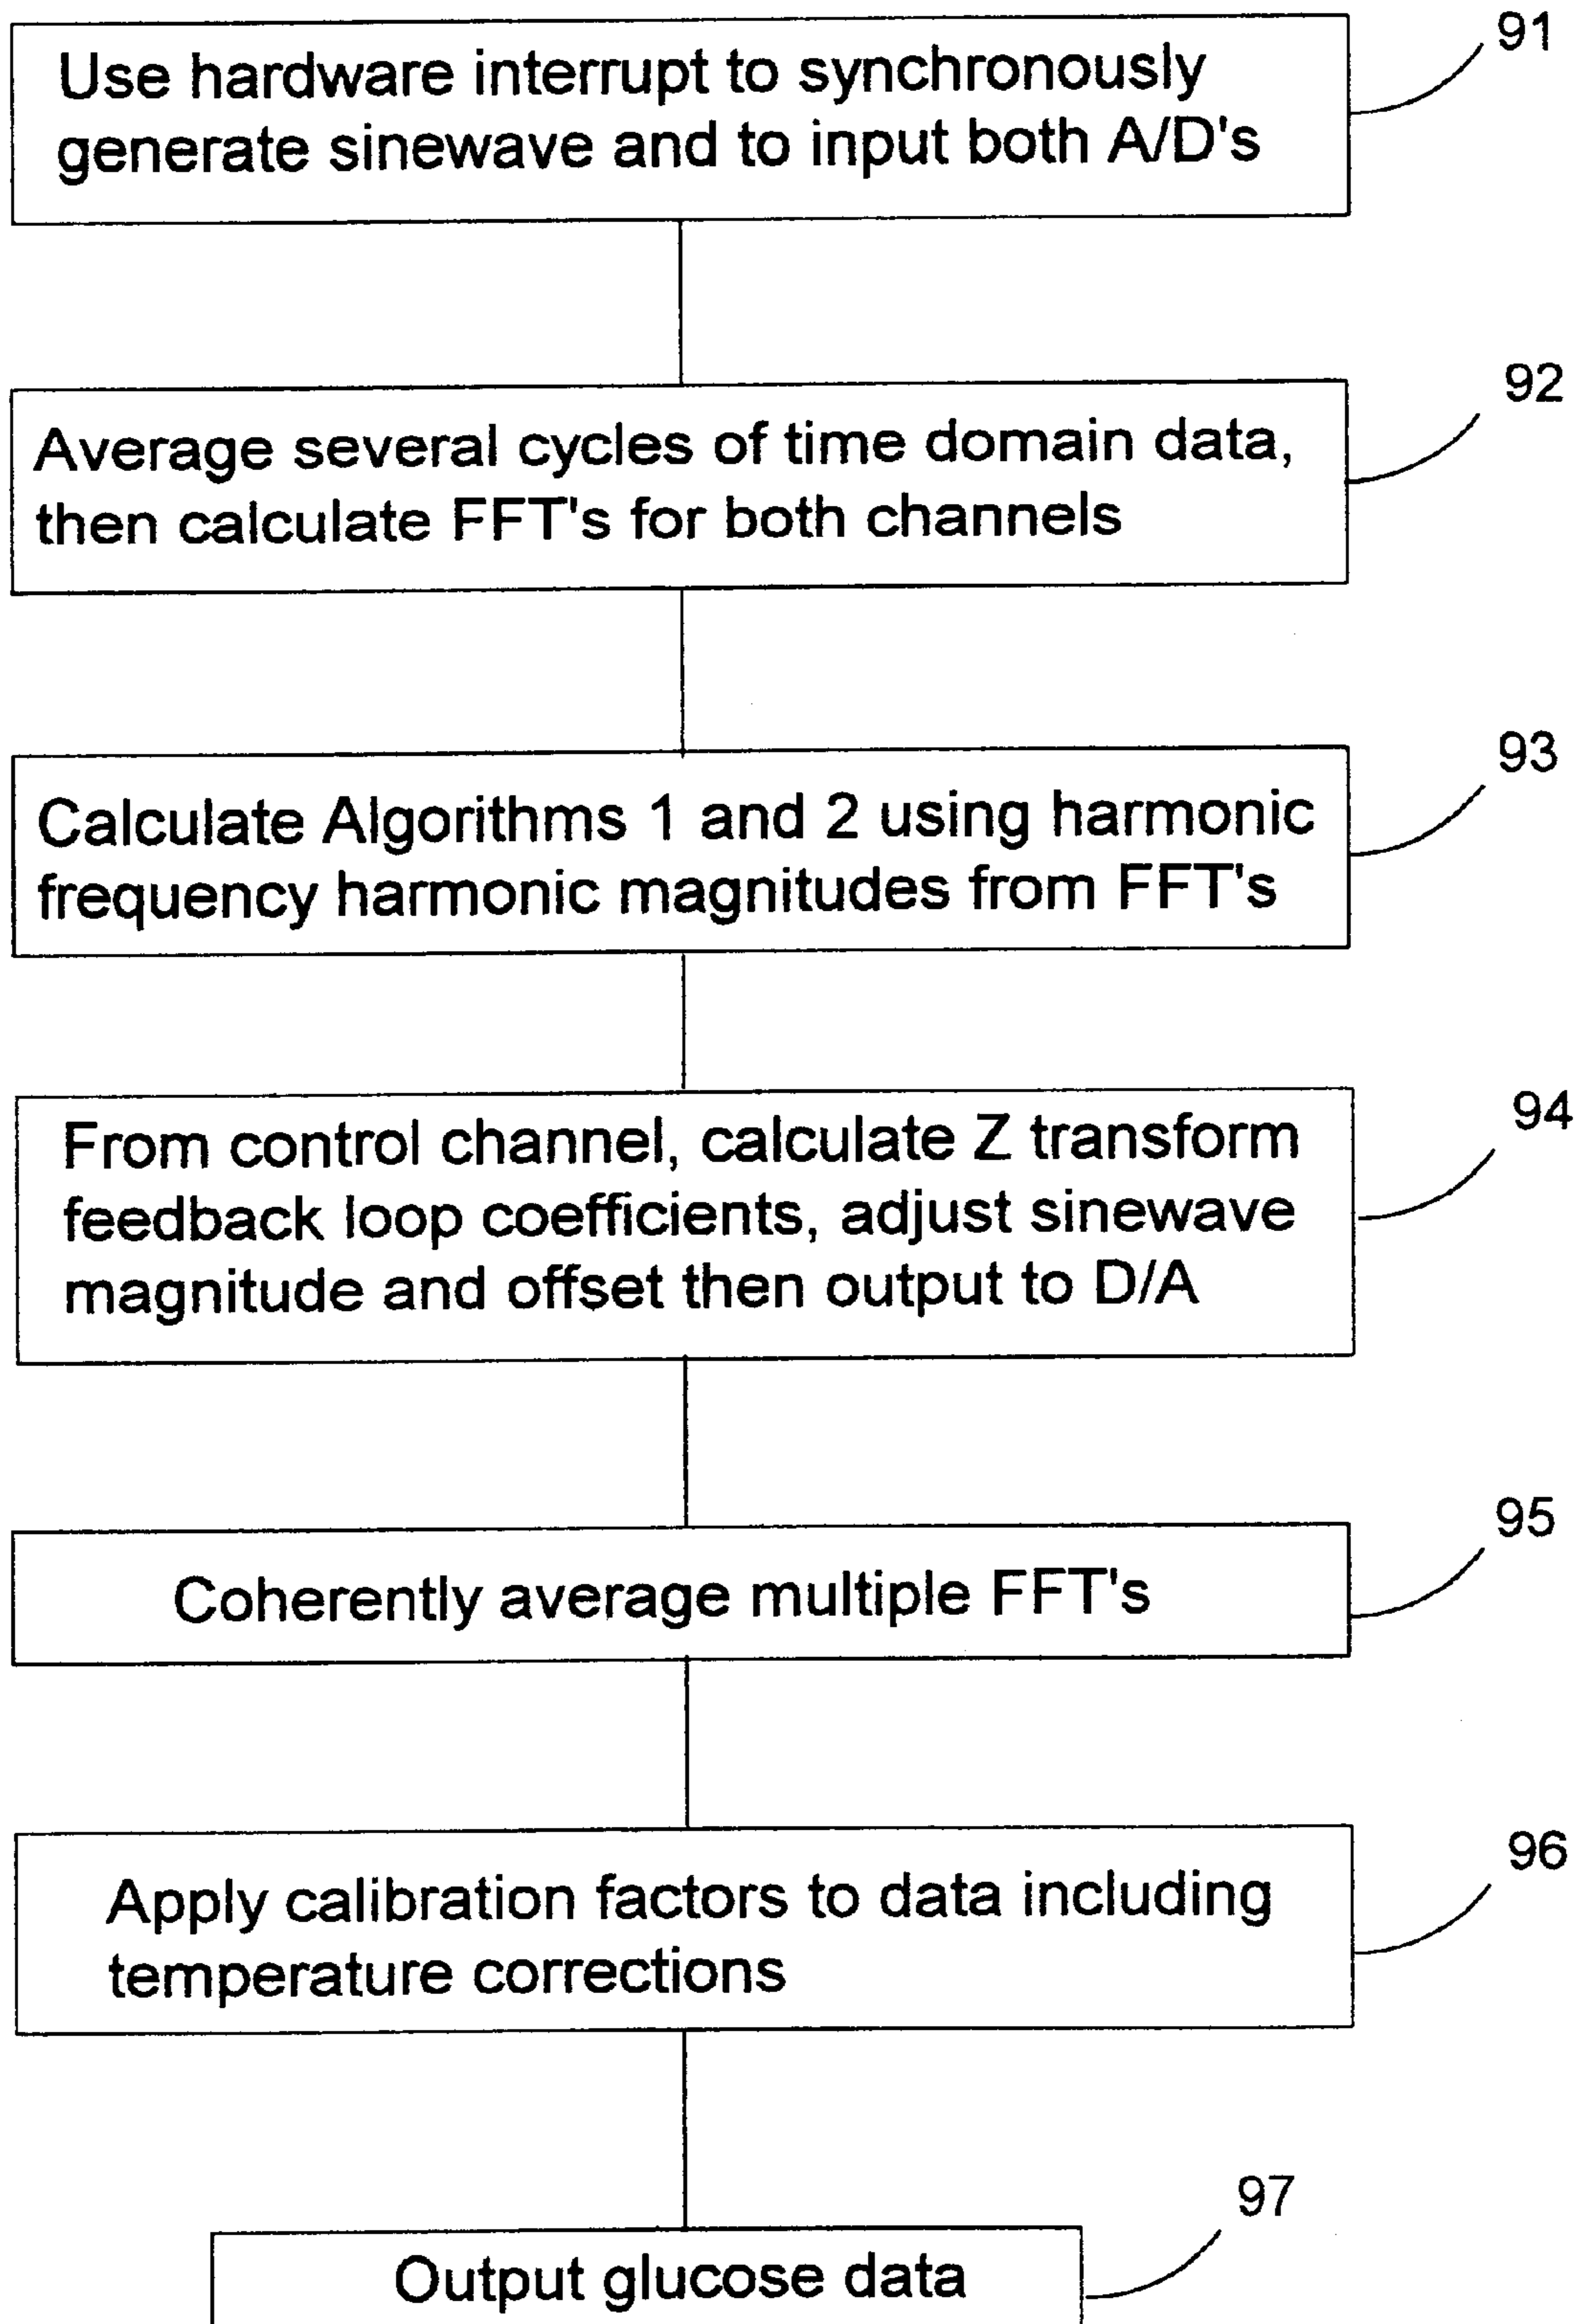 91
Use hardware interrupt to synchronously
generate sinewave and to input both A/D's
92
Average several cycles of time domain data,
then calculate FFT's for both channels
93
Calculate Algorithms 1 and 2 using harmonic
frequency harmonic magnitudes from FFT's
94
From control channel, calculate Z transform
feedback loop coefficients, adjust sinewave
magnitude and offset then output to D/A
95
Coherently average multiple FFT's
96
Apply calibration factors to data including
temperature corrections
97
Output glucose data